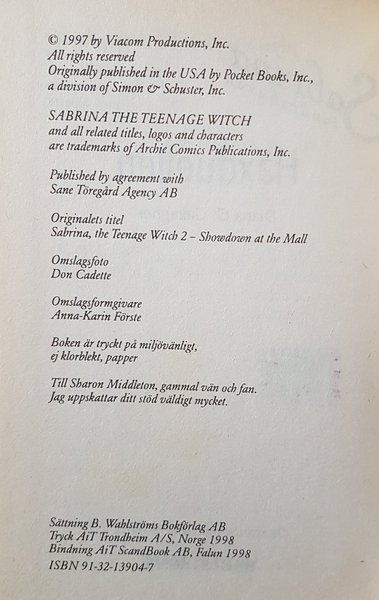 © 1997 by Viacom Productions, Inc.
All rights reserved
Originally published in the USA by Pocket Books, Inc.,
a division of Simon & Schuster, Inc.
SABRINA THE TEENAGE WITCH
and all related titles, logos and characters
are trademarks of Archie Comics Publications, Inc.
Published by agreement with
Sane Töregård Agency AB
Originalets titel
Sabrina, the Teenage Witch 2 – Showdown at the Mall
Omslagsfoto
Don Cadette
Omslagsformgivare
Anna-Karin Förste
Boken är tryckt på miljövänligt,
ej klorblekt, papper
Till Sharon Middleton, gammal vän och fan.
Jag uppskattar ditt stöd väldigt mycket.
Sättning B. Wahlströms Bokförlag AB
Tryck AiT Trondheim A/S, Norge 1998
Bindning AiT ScandBook AB, Falun 1998
ISBN 91-32-13904-7